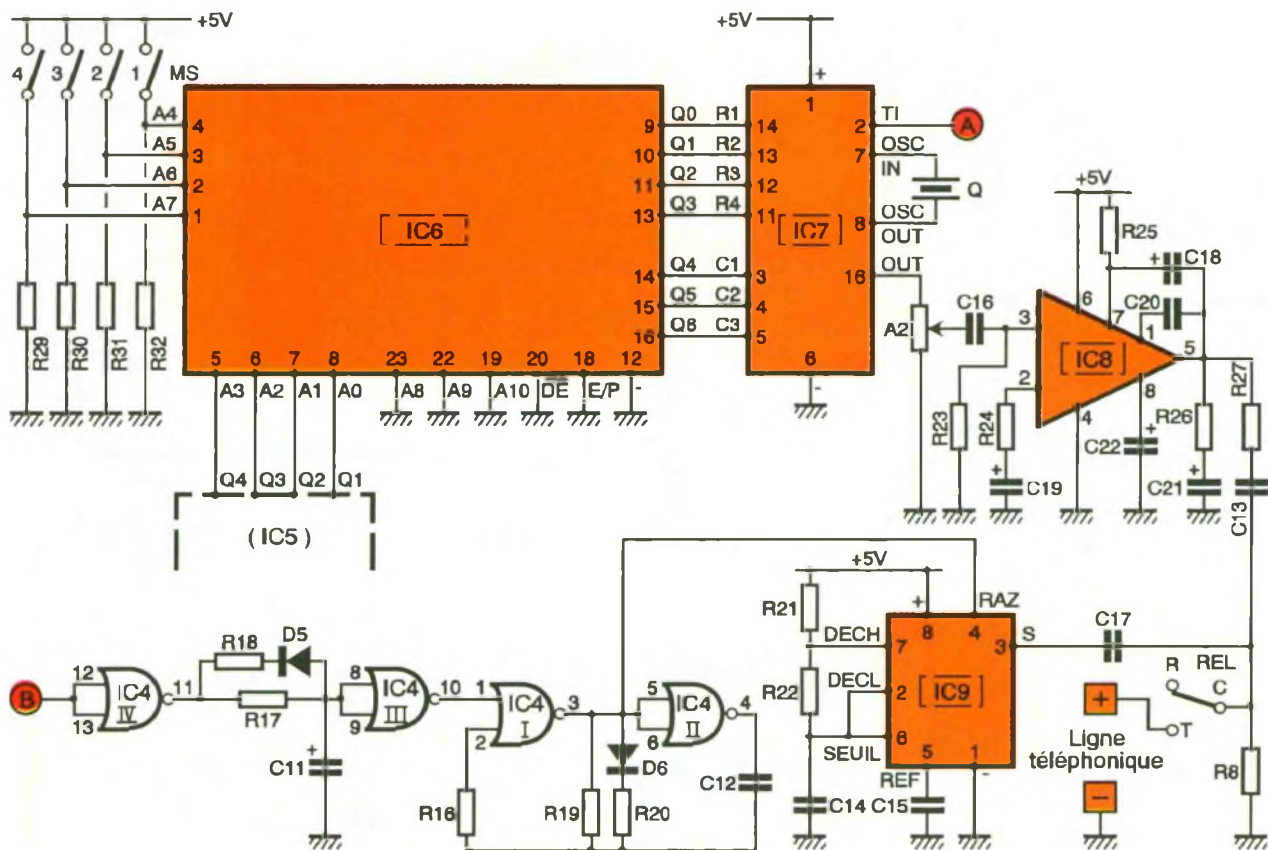 +5V
4 3 2 1 MS
A4 4
A5 3
A6 2
A7 1
R29 R30 R31 R32
[ IC6 ]
9 Q0 R1 14
10 Q1 R2 13
11 Q2 R3 12
13 Q3 R4 11
14 Q4 C1 3
15 Q5 C2 4
16 Q8 C3 5
5 6 7 8 23 22 19 20 18 12
A3 A2 A1 A0 A8 A9 A10 DE E/P -
Q4 Q3 Q2 Q1
( IC5 )
+5V
+
1
[ IC7 ]
2 TI A
7 OSC IN
Q
8 OSC OUT
16 OUT
6
-
A2
C16
R23
R24
C19
+
+5V
R25
+ C18
C20
6
7
1
3
2
[ IC8 ]
5
8
4
C22
+
R26
C21
+
R27
C13
B
12
13
IC4
IV
11
R18
D5
R17
C11
+
8
9
IC4
III
10
1
2
IC4
I
3
5
6
IC4
II
4
R16
R19
D6
R20
C12
+5V
R21
R22
DECH 7
DECL 2
SEUIL 6
REF 5
+
8
RAZ
4
[ IC9 ]
3 S
1
-
C14
C15
C17
R REL
C
T
+
Ligne
téléphonique
−
R8